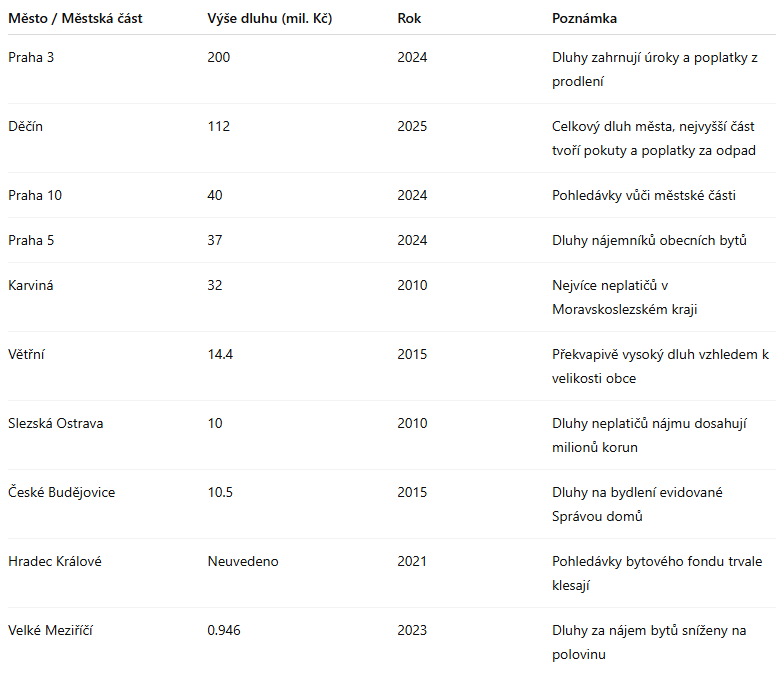 Město / Městská část Výše dluhu (mil. Kč) Rok Poznámka
Praha 3 200 2024 Dluhy zahrnují úroky a poplatky z
prodlení
Děčín 112 2025 Celkový dluh města, nejvyšší část
tvoří pokuty a poplatky za odpad
Praha 10 40 2024 Pohledávky vůči městské části
Praha 5 37 2024 Dluhy nájemníků obecních bytů
Karviná 32 2010 Nejvíce neplatičů v
Moravskoslezském kraji
Větřní 14.4 2015 Překvapivě vysoký dluh vzhledem k
velikosti obce
Slezská Ostrava 10 2010 Dluhy neplatičů nájmu dosahují
milionů korun
České Budějovice 10.5 2015 Dluhy na bydlení evidované
Správou domů
Hradec Králové Neuvedeno 2021 Pohledávky bytového fondu trvale
klesají
Velké Meziříčí 0.946 2023 Dluhy za nájem bytů sníženy na
polovinu